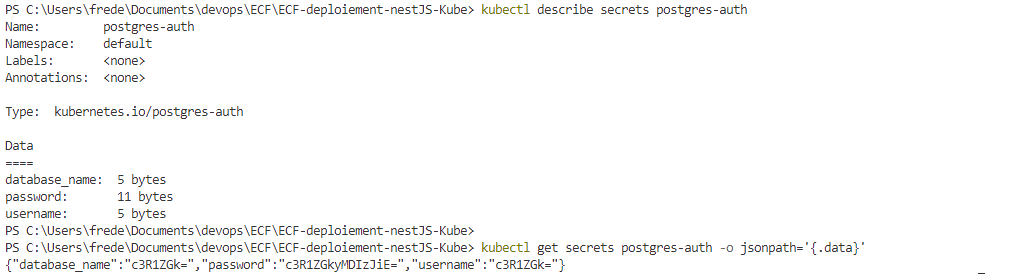 PS C:\Users\frede\Documents\devops\ECF\ECF-deploiement-nestJS-Kube> kubectl describe secrets postgres-auth
Name:         postgres-auth
Namespace:    default
Labels:       <none>
Annotations:  <none>
Type:  kubernetes.io/postgres-auth
Data
====
database_name:  5 bytes
password:       11 bytes
username:       5 bytes
PS C:\Users\frede\Documents\devops\ECF\ECF-deploiement-nestJS-Kube>
PS C:\Users\frede\Documents\devops\ECF\ECF-deploiement-nestJS-Kube> kubectl get secrets postgres-auth -o jsonpath='{.data}'
{"database_name":"c3R1ZGk=","password":"c3R1ZGkyMDIzJiE=","username":"c3R1ZGk="}